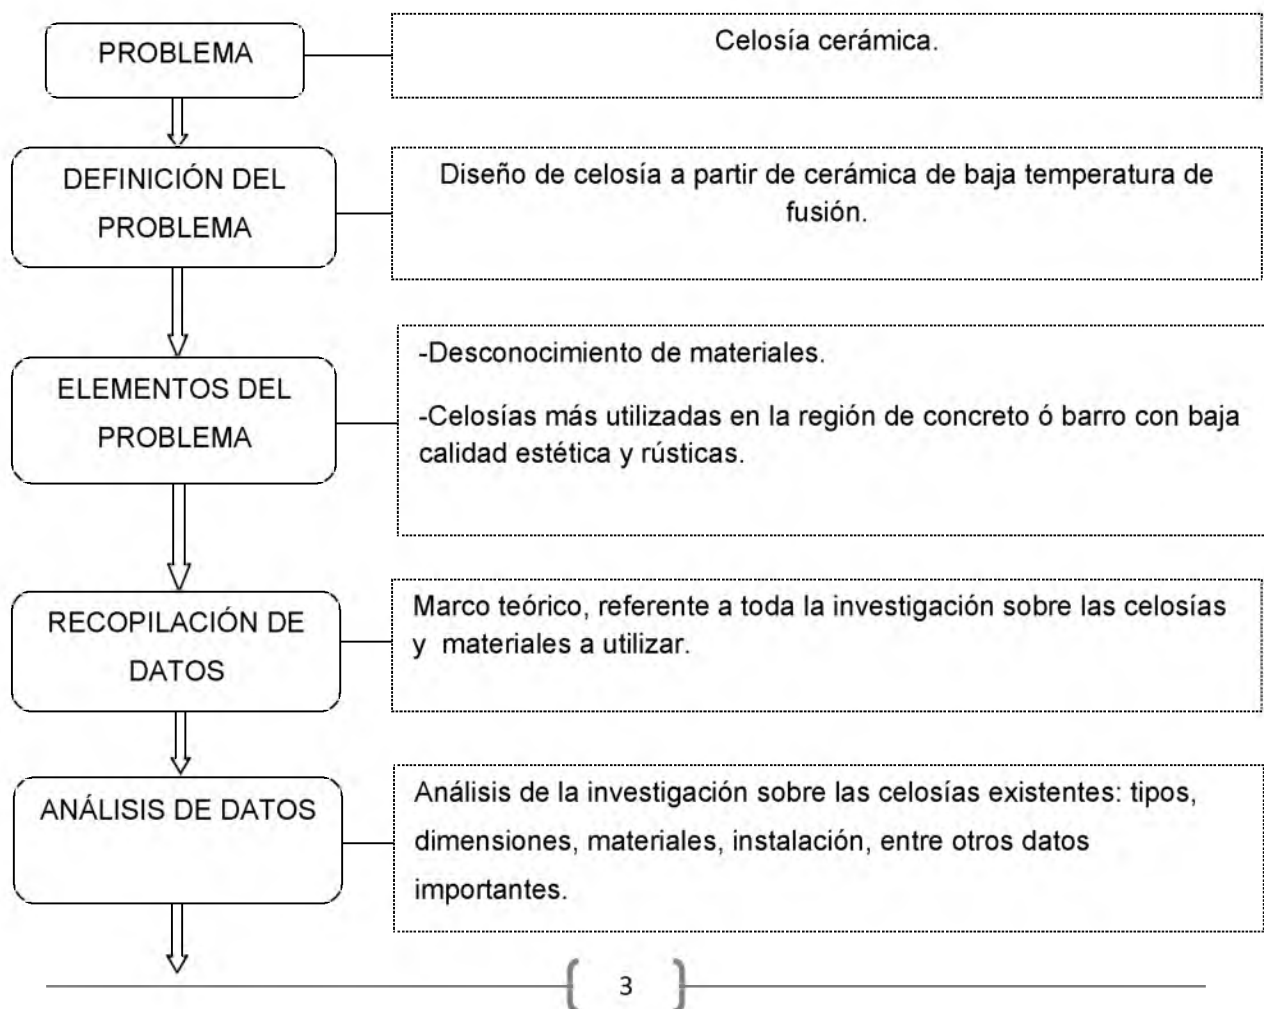 PROBLEMA
Celosía cerámica.
DEFINICIÓN DEL
PROBLEMA
Diseño de celosía a partir de cerámica de baja temperatura de
fusión.
ELEMENTOS DEL
PROBLEMA
-Desconocimiento de materiales.
-Celosías más utilizadas en la región de concreto ó barro con baja
calidad estética y rústicas.
RECOPILACIÓN DE
DATOS
Marco teórico, referente a toda la investigación sobre las celosías
y materiales a utilizar.
ANÁLISIS DE DATOS
Análisis de la investigación sobre las celosías existentes: tipos,
dimensiones, materiales, instalación, entre otros datos
importantes.
3